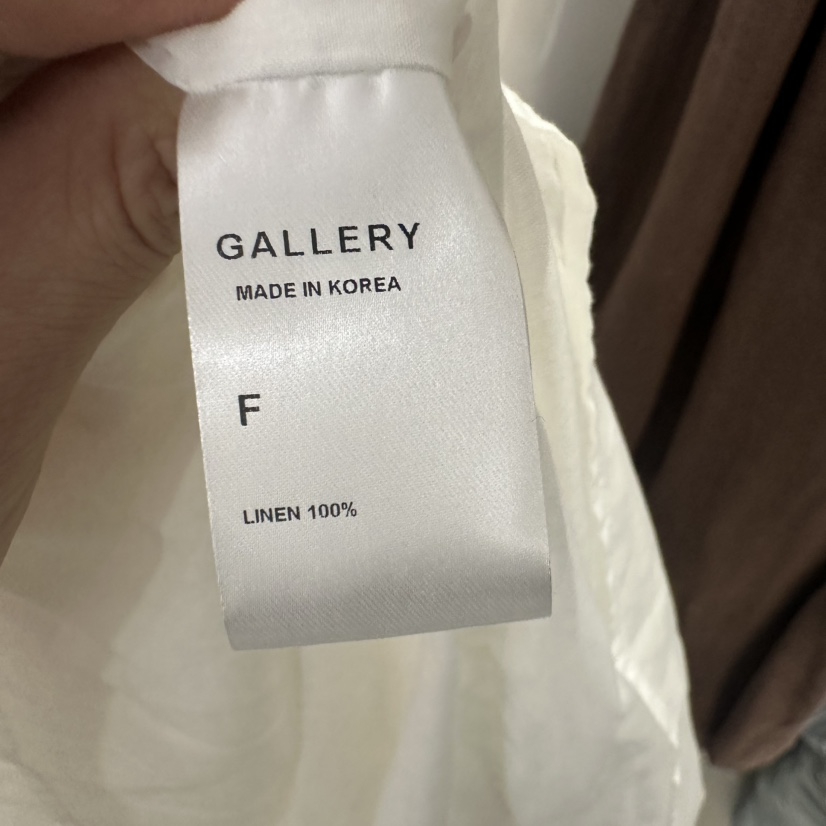 GALLERY
MADE IN KOREA
F
LINEN 100%